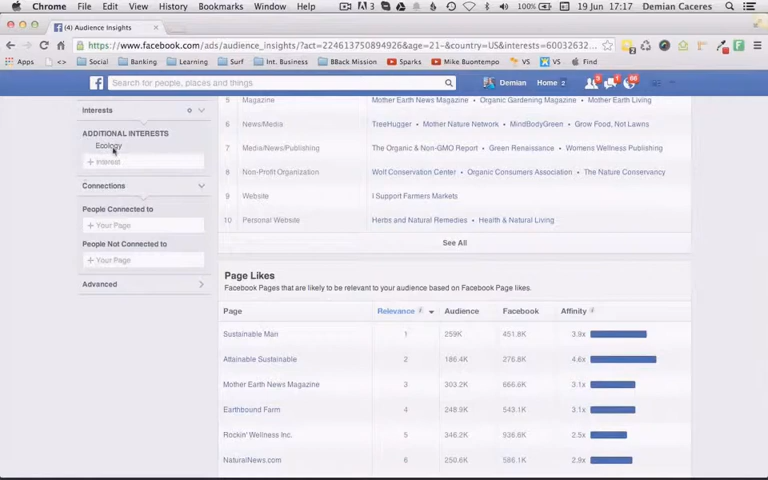 Chrome File Edit View History Bookmarks Window Help 3 100% 19 Jun 17:17 Demian Caceres
(4) Audience Insights
https://www.facebook.com/ads/audience_insights/?act=224613750894926&age=21-&country=US&interests=60032632...
Apps Social Banking Learning Surf Int. Business BBack Mission Sparks Mike Buontempo VS VS Find
Search for people, places and things Demian Home 2
Interests
ADDITIONAL INTERESTS
Ecology
+ Interest
Connections
People Connected to
+ Your Page
People Not Connected to
+ Your Page
Advanced
5 Magazine Mother Earth News Magazine • Organic Gardening Magazine • Mother Earth Living
6 News/Media TreeHugger • Mother Nature Network • MindBodyGreen • Grow Food, Not Lawns
7 Media/News/Publishing The Organic & Non-GMO Report • Green Renaissance • Womens Wellness Publishing
8 Non-Profit Organization Wolf Conservation Center • Organic Consumers Association • The Nature Conservancy
9 Website I Support Farmers Markets
10 Personal Website Herbs and Natural Remedies • Health & Natural Living
See All
Page Likes
Facebook Pages that are likely to be relevant to your audience based on Facebook Page likes.
Page Relevance Audience Facebook Affinity
Sustainable Man 1 259K 451.8K 3.9x
Attainable Sustainable 2 186.4K 276.8K 4.6x
Mother Earth News Magazine 3 303.2K 666.6K 3.1x
Earthbound Farm 4 248.9K 543.1K 3.1x
Rockin' Wellness Inc. 5 346.2K 936.6K 2.5x
NaturalNews.com 6 250.6K 586.1K 2.9x